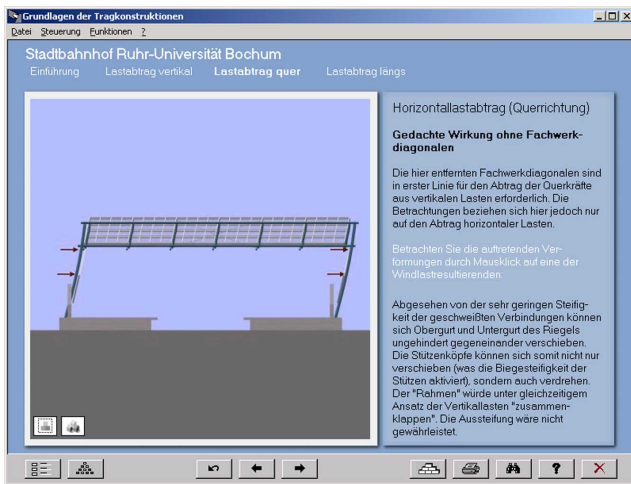 Grundlagen der Tragkonstruktionen
Datei Steuerung Funktionen ?
Stadtbahnhof Ruhr-Universität Bochum
Einführung Lastabtrag vertikal Lastabtrag quer Lastabtrag längs
Horizontallastabtrag (Querrichtung)
Gedachte Wirkung ohne Fachwerk-
diagonalen
Die hier entfernten Fachwerkdiagonalen sind
in erster Linie für den Abtrag der Querkräfte
aus vertikalen Lasten erforderlich. Die
Betrachtungen beziehen sich hier jedoch nur
auf den Abtrag horizontaler Lasten.
Betrachten Sie die auftretenden Ver-
formungen durch Mausklick auf eine der
Windlastresultierenden:
Abgesehen von der sehr geringen Steifig-
keit der geschweißten Verbindungen können
sich Obergurt und Untergurt des Riegels
ungehindert gegeneinander verschieben.
Die Stützenköpfe können sich somit nicht nur
verschieben (was die Biegesteifigkeit der
Stützen aktiviert), sondern auch verdrehen.
Der "Rahmen" würde unter gleichzeitigem
Ansatz der Vertikallasten "zusammen-
klappen". Die Aussteifung wäre nicht
gewährleistet.
?